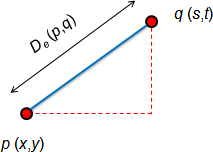 q (s,t)
Dₑ(p,q)
p (x,y)